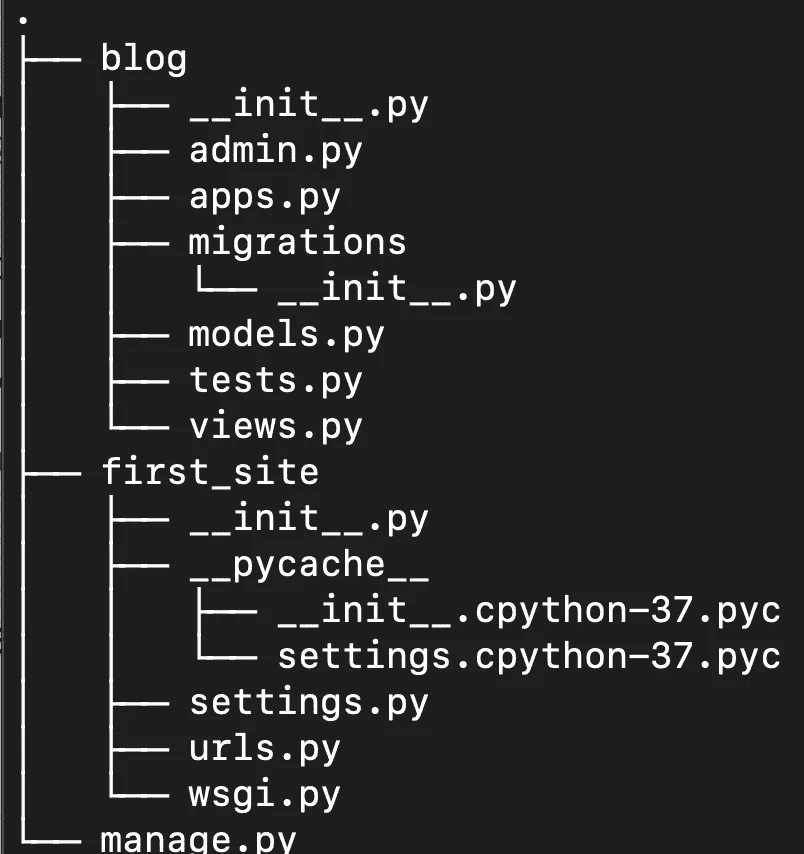 .
├── blog
│   ├── __init__.py
│   ├── admin.py
│   ├── apps.py
│   ├── migrations
│   │   └── __init__.py
│   ├── models.py
│   ├── tests.py
│   └── views.py
├── first_site
│   ├── __init__.py
│   ├── __pycache__
│   │   ├── __init__.cpython-37.pyc
│   │   └── settings.cpython-37.pyc
│   ├── settings.py
│   ├── urls.py
│   └── wsgi.py
└── manage.py